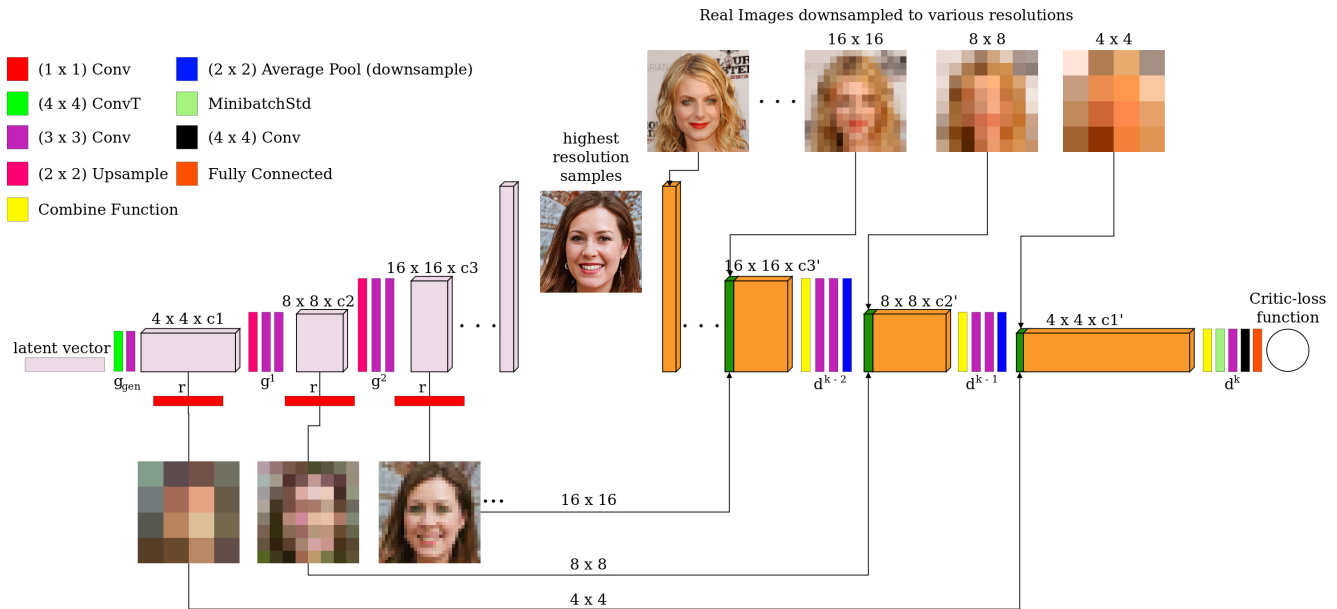 Real Images downsampled to various resolutions
16 x 16
8 x 8
4 x 4
(1 x 1) Conv
(2 x 2) Average Pool (downsample)
(4 x 4) ConvT
MinibatchStd
(3 x 3) Conv
(4 x 4) Conv
(2 x 2) Upsample
Fully Connected
Combine Function
highest
resolution
samples
. . .
latent vector
4 x 4 x c1
8 x 8 x c2
16 x 16 x c3
. . .
. . .
16 x 16 x c3'
8 x 8 x c2'
4 x 4 x c1'
Critic-loss
function
g gen
g 1
g 2
d k - 2
d k - 1
d k
r
r
r
...
16 x 16
8 x 8
4 x 4